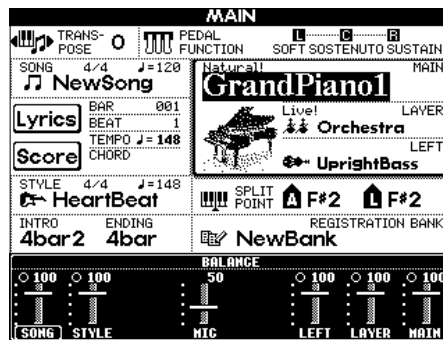 MAIN
TRANS-
POSE 0
PEDAL
FUNCTION
L C R
SOFT SOSTENUTO SUSTAIN
SONG 4/4 ♩=120
NewSong
Natural! MAIN
GrandPiano1
Lyrics
BAR 001
BEAT 1
TEMPO ♩= 148
CHORD
Score
Live! LAYER
Orchestra
LEFT
UprightBass
STYLE 4/4 ♩=148
HeartBeat
SPLIT
POINT A F#2 L F#2
INTRO ENDING
4bar2 4bar
REGISTRATION BANK
NewBank
BALANCE
100 100 50 100 100 100
SONG STYLE MIC LEFT LAYER MAIN